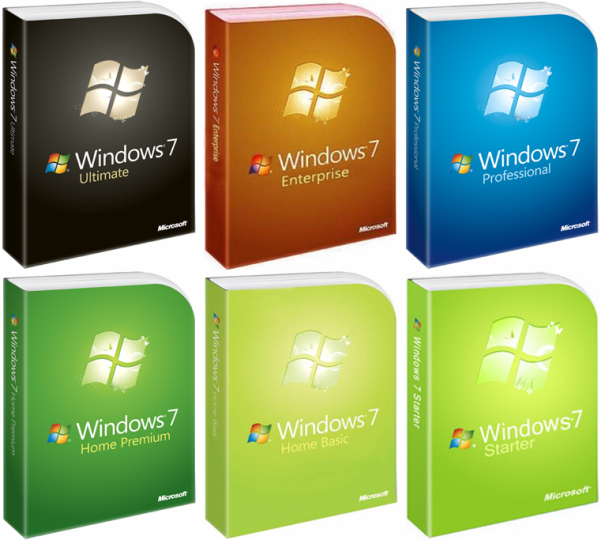 Windows 7 Ultimate
Windows 7
Ultimate
Microsoft
Windows 7 Enterprise
Windows 7
Enterprise
Microsoft
Windows 7 Professional
Windows 7
Professional
Microsoft
Windows 7 Home Premium
Windows 7
Home Premium
Microsoft
Windows 7 Home Basic
Windows 7
Home Basic
Microsoft
Windows 7 Starter
Windows 7
Starter
Microsoft